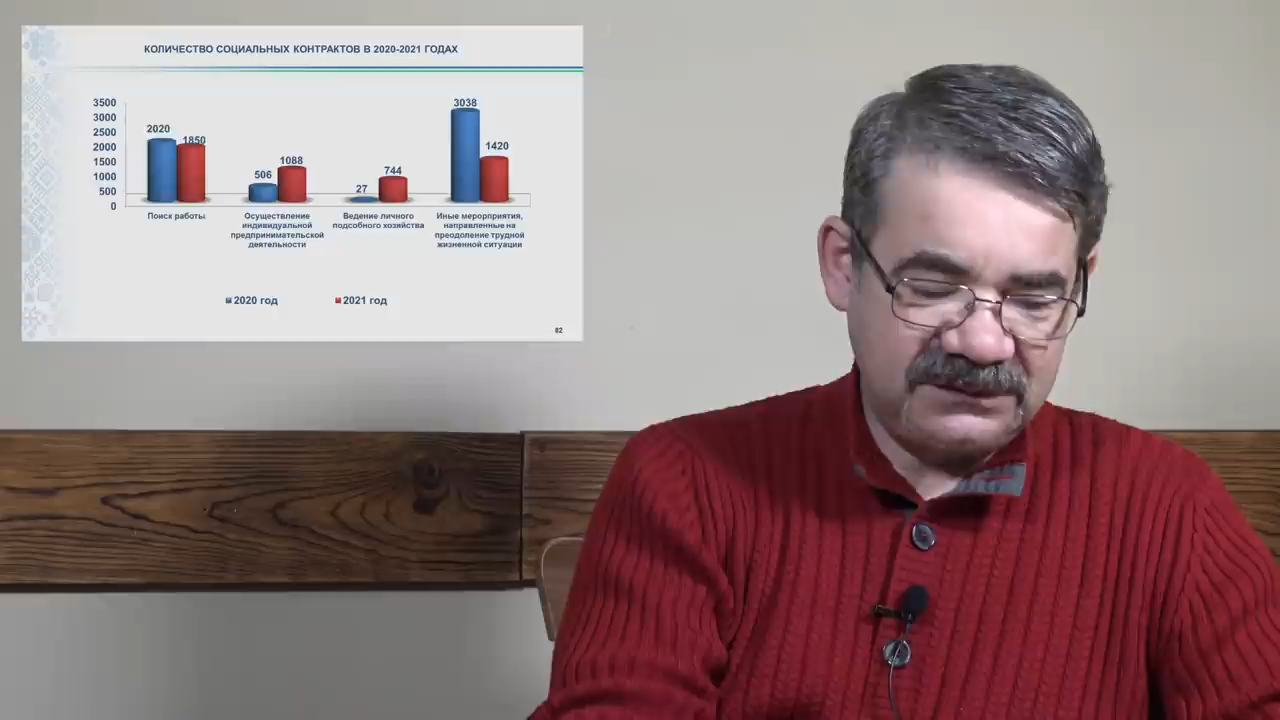 КОЛИЧЕСТВО СОЦИАЛЬНЫХ КОНТРАКТОВ В 2020-2021 ГОДАХ
3500
3000
2500
2000
1500
1000
500
0
2020
1850
506
1088
27
744
3038
1420
Поиск работы
Осуществление
индивидуальной
предпринимательской
деятельности
Ведение личного
подсобного хозяйства
Иные мероприятия,
направленные на
преодоление трудной
жизненной ситуации
2020 год
2021 год
82